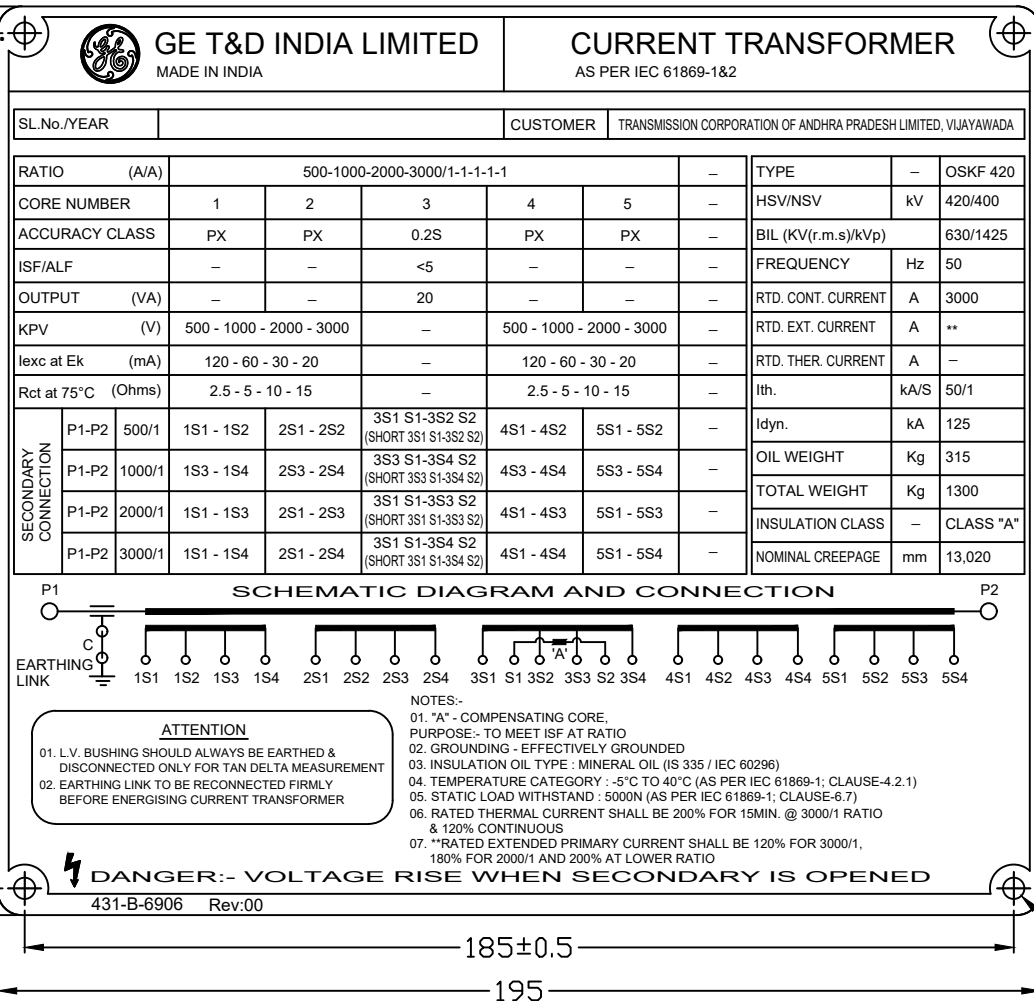 GE T&D INDIA LIMITED
MADE IN INDIA
CURRENT TRANSFORMER
AS PER IEC 61869-1&2
SL.No./YEAR CUSTOMER TRANSMISSION CORPORATION OF ANDHRA PRADESH LIMITED, VIJAYAWADA
RATIO (A/A) 500-1000-2000-3000/1-1-1-1-1 –
CORE NUMBER 1 2 3 4 5 –
ACCURACY CLASS PX PX 0.2S PX PX –
ISF/ALF – – <5 – – –
OUTPUT (VA) – – 20 – – –
KPV (V) 500 - 1000 - 2000 - 3000 – 500 - 1000 - 2000 - 3000 –
Iexc at Ek (mA) 120 - 60 - 30 - 20 – 120 - 60 - 30 - 20 –
Rct at 75°C (Ohms) 2.5 - 5 - 10 - 15 – 2.5 - 5 - 10 - 15 –
SECONDARY
CONNECTION
P1-P2 500/1 1S1 - 1S2 2S1 - 2S2 3S1 S1-3S2 S2 (SHORT 3S1 S1-3S2 S2) 4S1 - 4S2 5S1 - 5S2 –
P1-P2 1000/1 1S3 - 1S4 2S3 - 2S4 3S3 S1-3S4 S2 (SHORT 3S3 S1-3S4 S2) 4S3 - 4S4 5S3 - 5S4 –
P1-P2 2000/1 1S1 - 1S3 2S1 - 2S3 3S1 S1-3S3 S2 (SHORT 3S1 S1-3S3 S2) 4S1 - 4S3 5S1 - 5S3 –
P1-P2 3000/1 1S1 - 1S4 2S1 - 2S4 3S1 S1-3S4 S2 (SHORT 3S1 S1-3S4 S2) 4S1 - 4S4 5S1 - 5S4 –
TYPE – OSKF 420
HSV/NSV kV 420/400
BIL (KV(r.m.s)/kVp) 630/1425
FREQUENCY Hz 50
RTD. CONT. CURRENT A 3000
RTD. EXT. CURRENT A **
RTD. THER. CURRENT A –
Ith. kA/S 50/1
Idyn. kA 125
OIL WEIGHT Kg 315
TOTAL WEIGHT Kg 1300
INSULATION CLASS – CLASS "A"
NOMINAL CREEPAGE mm 13,020
P1 SCHEMATIC DIAGRAM AND CONNECTION P2
C
EARTHING
LINK
'A'
1S1 1S2 1S3 1S4 2S1 2S2 2S3 2S4 3S1 S1 3S2 3S3 S2 3S4 4S1 4S2 4S3 4S4 5S1 5S2 5S3 5S4
ATTENTION
01. L.V. BUSHING SHOULD ALWAYS BE EARTHED &
DISCONNECTED ONLY FOR TAN DELTA MEASUREMENT
02. EARTHING LINK TO BE RECONNECTED FIRMLY
BEFORE ENERGISING CURRENT TRANSFORMER
NOTES:-
01. "A" - COMPENSATING CORE,
PURPOSE:- TO MEET ISF AT RATIO
02. GROUNDING - EFFECTIVELY GROUNDED
03. INSULATION OIL TYPE : MINERAL OIL (IS 335 / IEC 60296)
04. TEMPERATURE CATEGORY : -5°C TO 40°C (AS PER IEC 61869-1; CLAUSE-4.2.1)
05. STATIC LOAD WITHSTAND : 5000N (AS PER IEC 61869-1; CLAUSE-6.7)
06. RATED THERMAL CURRENT SHALL BE 200% FOR 15MIN. @ 3000/1 RATIO
& 120% CONTINUOUS
07. **RATED EXTENDED PRIMARY CURRENT SHALL BE 120% FOR 3000/1,
180% FOR 2000/1 AND 200% AT LOWER RATIO
DANGER:- VOLTAGE RISE WHEN SECONDARY IS OPENED
431-B-6906 Rev:00
185±0.5
195